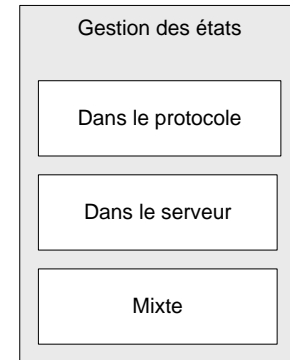 Gestion des états
Dans le protocole
Dans le serveur
Mixte